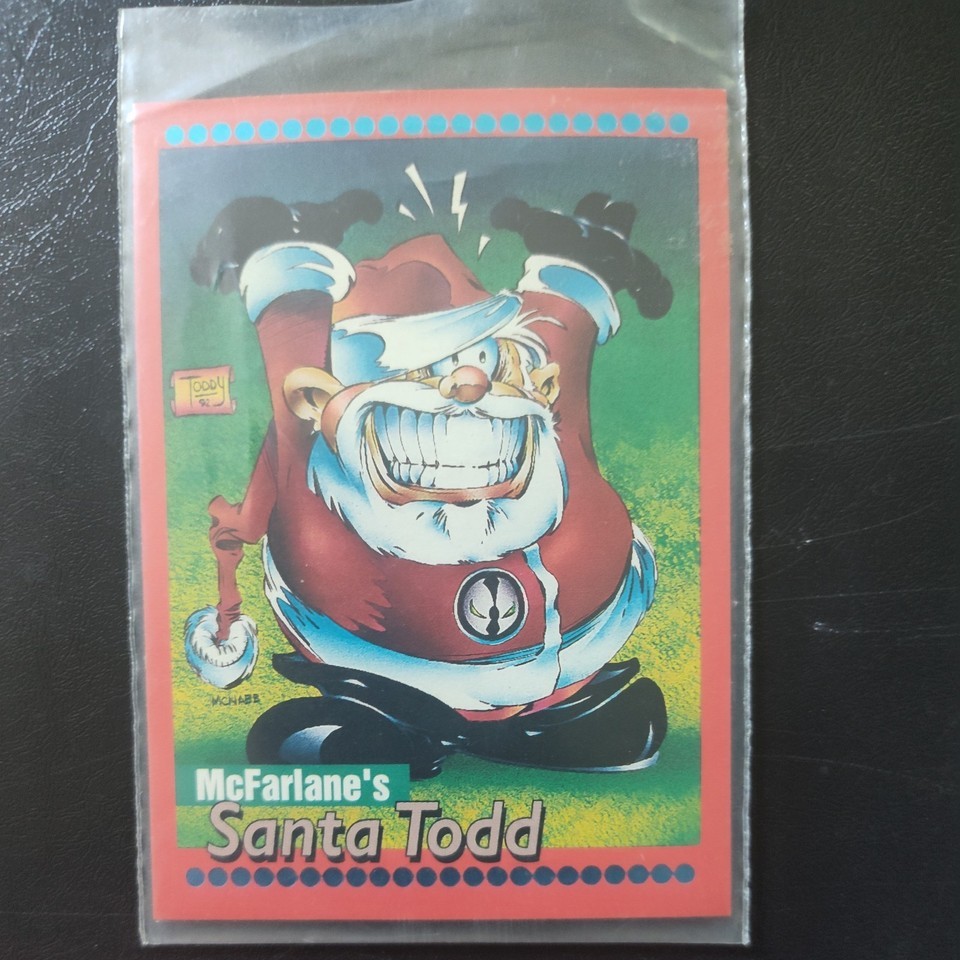 TODDY
92
MCNABB
McFarlane's
Santa Todd